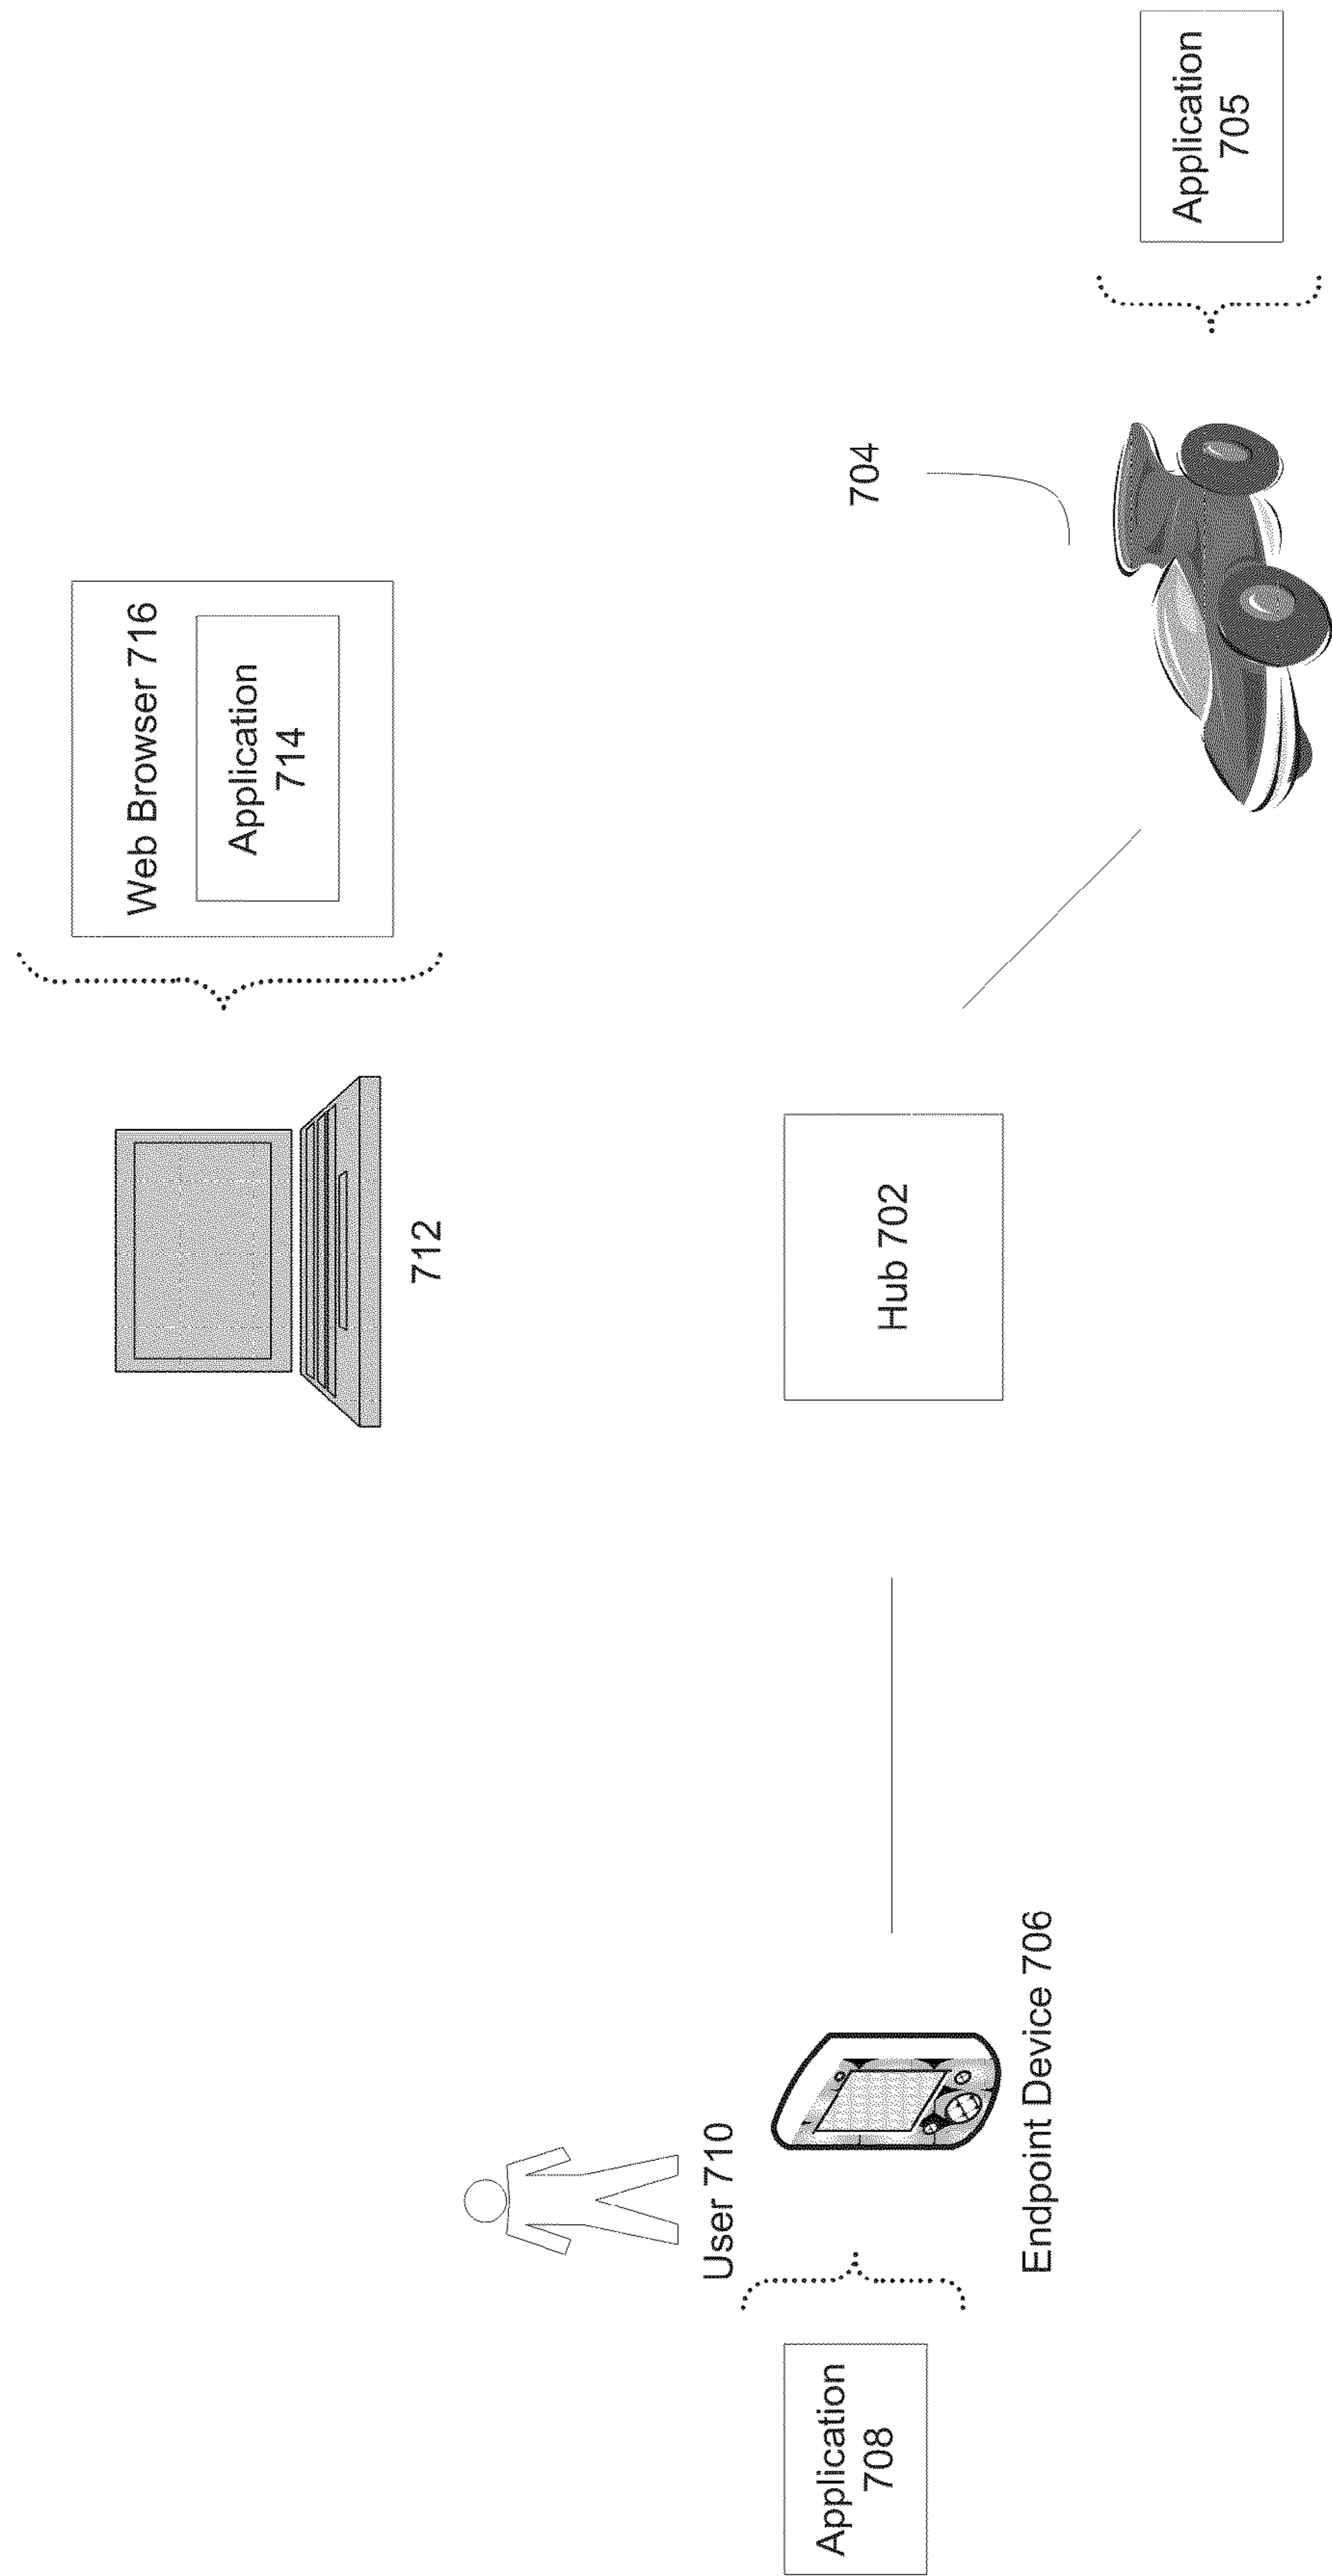 Web Browser 716
Application
714
712
User 710
704
Application
708
Hub 702
Endpoint Device 706
Application
705